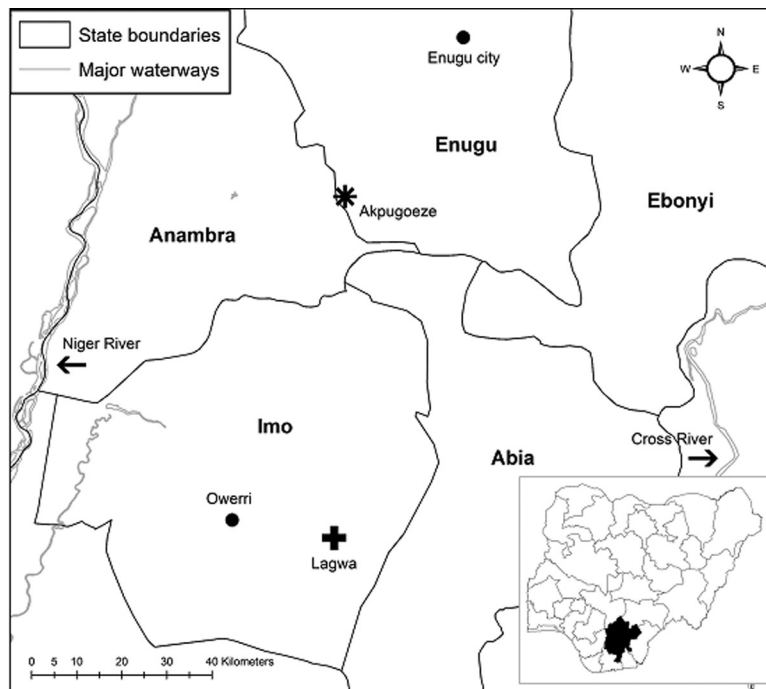 State boundaries
Major waterways
N
W E
S
Enugu city
Enugu
Akpugoeze
Ebonyi
Anambra
Niger River
Imo
Abia
Cross River
Owerri
Lagwa
0 5 10 20 30 40 Kilometers